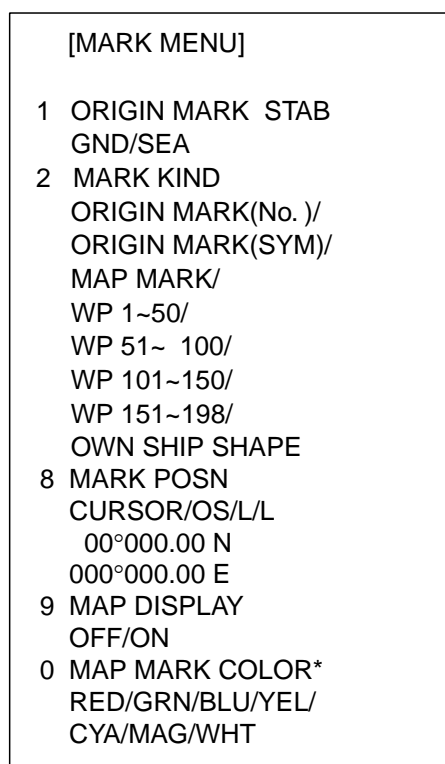 [MARK MENU]
1 ORIGIN MARK STAB
GND/SEA
2 MARK KIND
ORIGIN MARK(No. )/
ORIGIN MARK(SYM)/
MAP MARK/
WP 1~50/
WP 51~ 100/
WP 101~150/
WP 151~198/
OWN SHIP SHAPE
8 MARK POSN
CURSOR/OS/L/L
00°000.00 N
000°000.00 E
9 MAP DISPLAY
OFF/ON
0 MAP MARK COLOR*
RED/GRN/BLU/YEL/
CYA/MAG/WHT